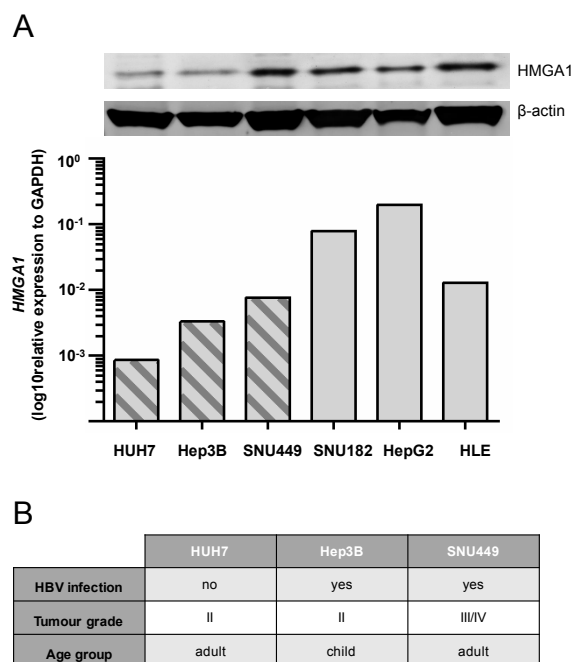 A
HMGA1
β-actin
HMGA1
(log10relative expression to GAPDH)
10⁰
10⁻¹
10⁻²
10⁻³
HUH7 Hep3B SNU449 SNU182 HepG2 HLE
B
HUH7 Hep3B SNU449
HBV infection no yes yes
Tumour grade II II III/IV
Age group adult child adult